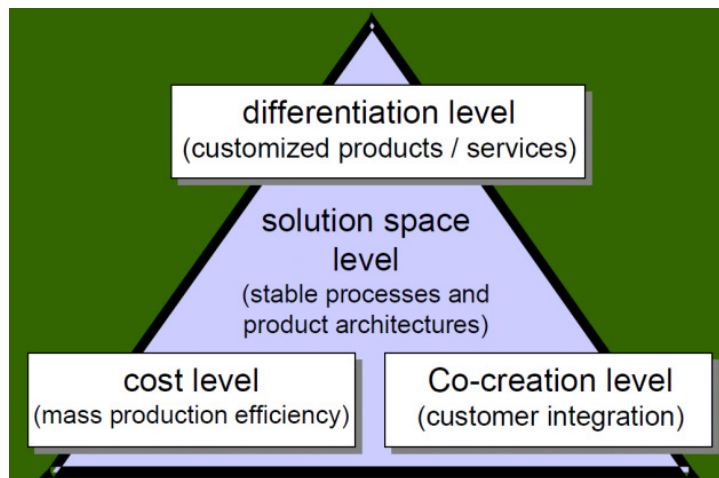 differentiation level
(customized products / services)
solution space
level
(stable processes and
product architectures)
cost level
(mass production efficiency)
Co-creation level
(customer integration)